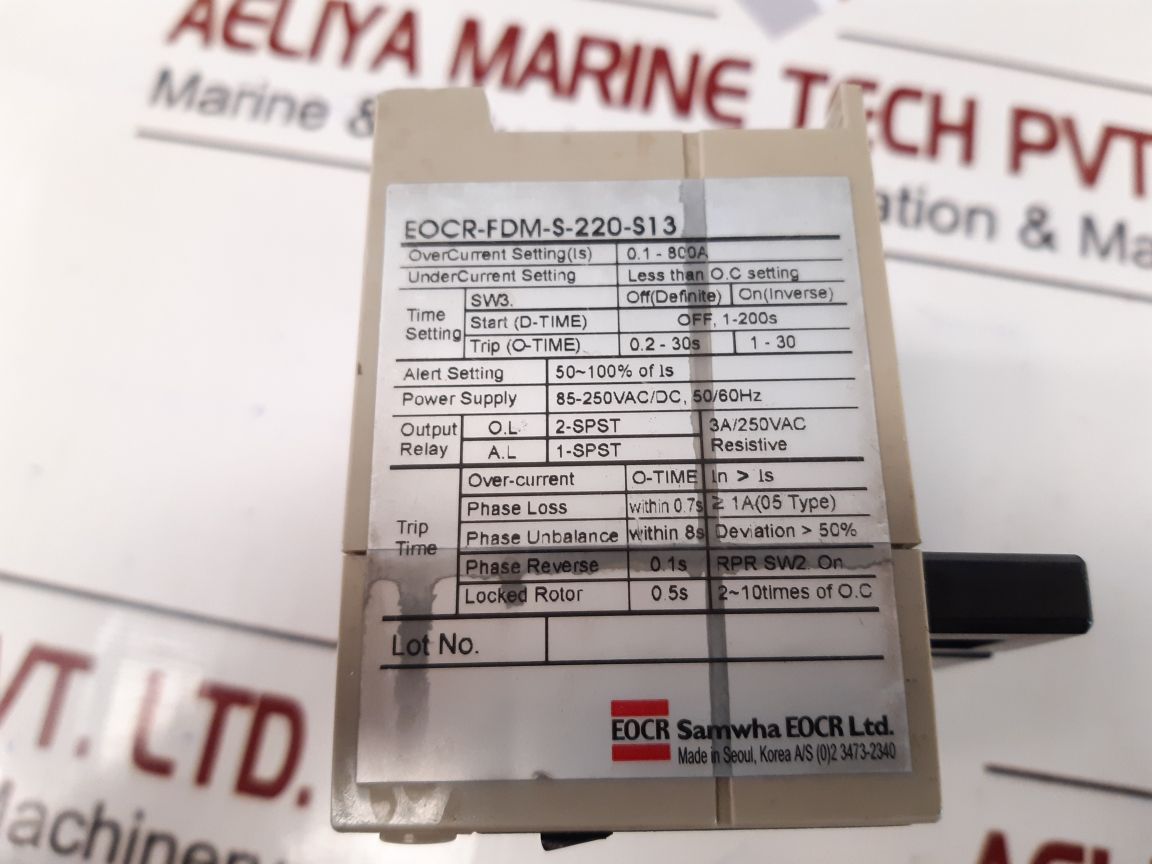 AELIYA MARINE TECH PVT
Marine &
ation & Ma
EOCR-FDM-S-220-S13
OverCurrent Setting(Is) 0.1 - 800A
UnderCurrent Setting Less than O.C setting
Time Setting SW3. Off(Definite) On(Inverse)
Start (D-TIME) OFF, 1-200s
Trip (O-TIME) 0.2 - 30s 1 - 30
Alert Setting 50~100% of Is
Power Supply 85-250VAC/DC, 50/60Hz
Output Relay O.L 2-SPST 3A/250VAC
A.L 1-SPST Resistive
Trip Time Over-current O-TIME In > Is
Phase Loss within 0.7s ≥ 1A(05 Type)
Phase Unbalance within 8s Deviation > 50%
Phase Reverse 0.1s RPR SW2. On
Locked Rotor 0.5s 2~10times of O.C
Lot No.
EOCR Samwha EOCR Ltd.
Made in Seoul, Korea A/S (0)2 3473-2340
VT. LTD.
Machinery